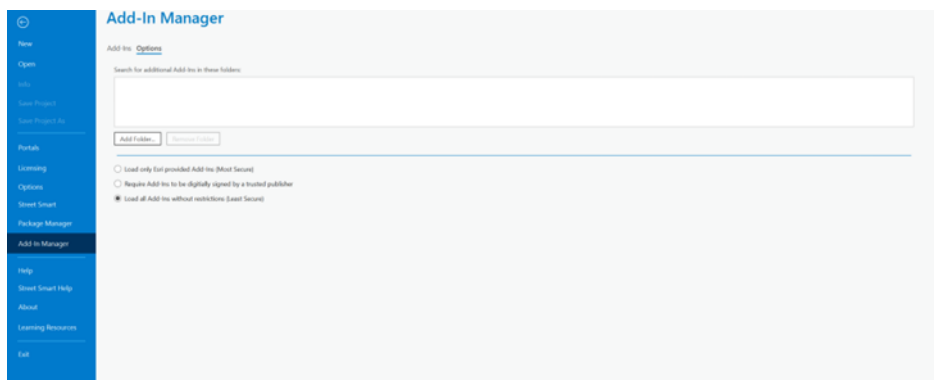 Add-In Manager
New
Open
Info
Save Project
Save Project As
Portals
Licensing
Options
Street Smart
Package Manager
Add-In Manager
Help
Street Smart Help
About
Learning Resources
Exit
Add-Ins Options
Search for additional Add-Ins in these folders:
Add Folder... Remove Folder
Load only Esri provided Add-Ins (Most Secure)
Require Add-Ins to be digitially signed by a trusted publisher
Load all Add-Ins without restrictions (Least Secure)